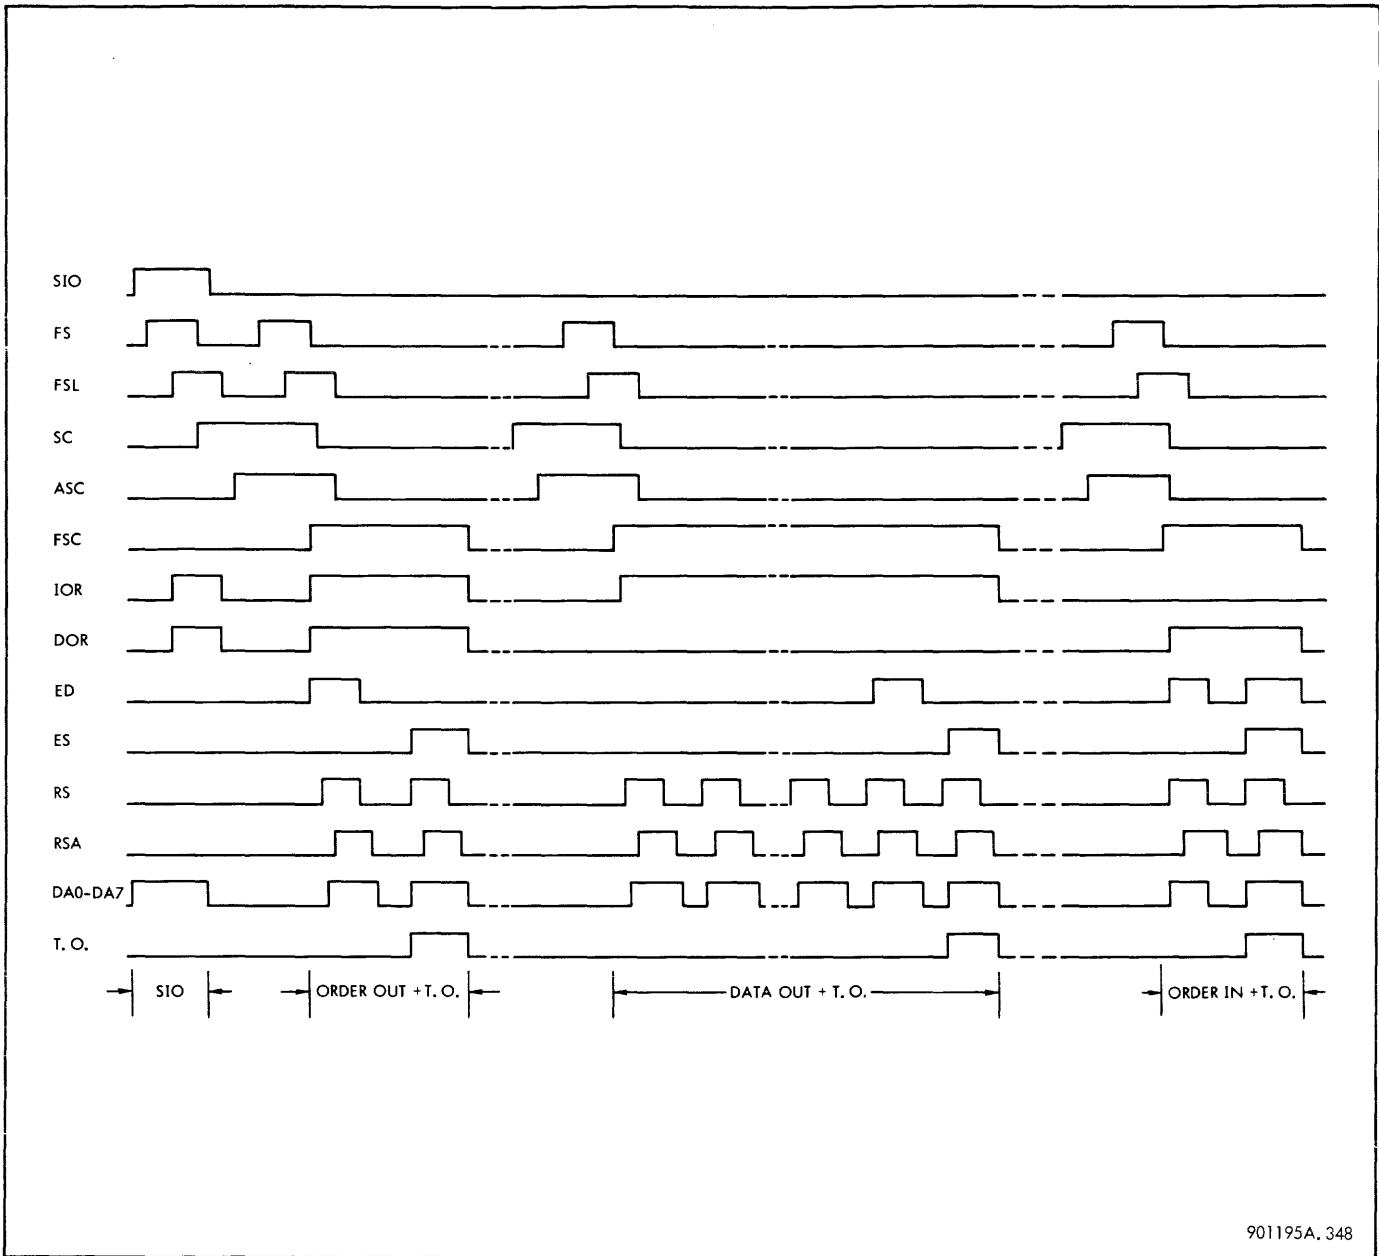 SIO
FS
FSL
SC
ASC
FSC
IOR
DOR
ED
ES
RS
RSA
DA0-DA7
T. O.
SIO ORDER OUT +T. O. DATA OUT + T. O. ORDER IN +T. O.
901195A. 348